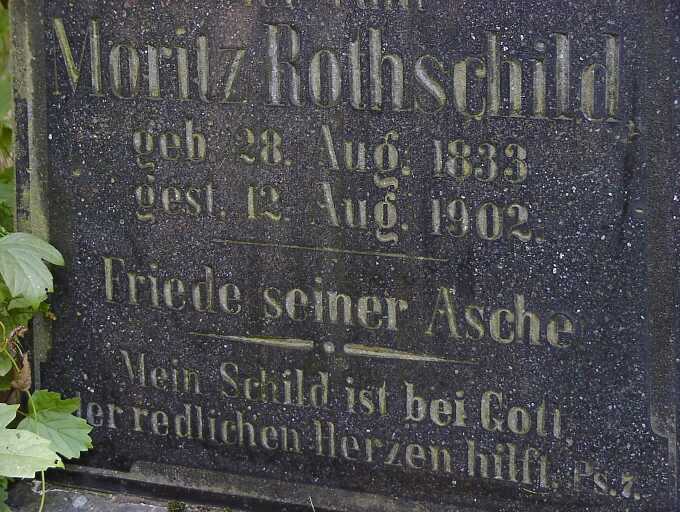 Moritz Rothschild,
geb. 28. Aug. 1833
gest. 12. Aug. 1902.
Friede seiner Asche
Mein Schild ist bei Gott,
der redlichen Herzen hilft. Ps. 7.